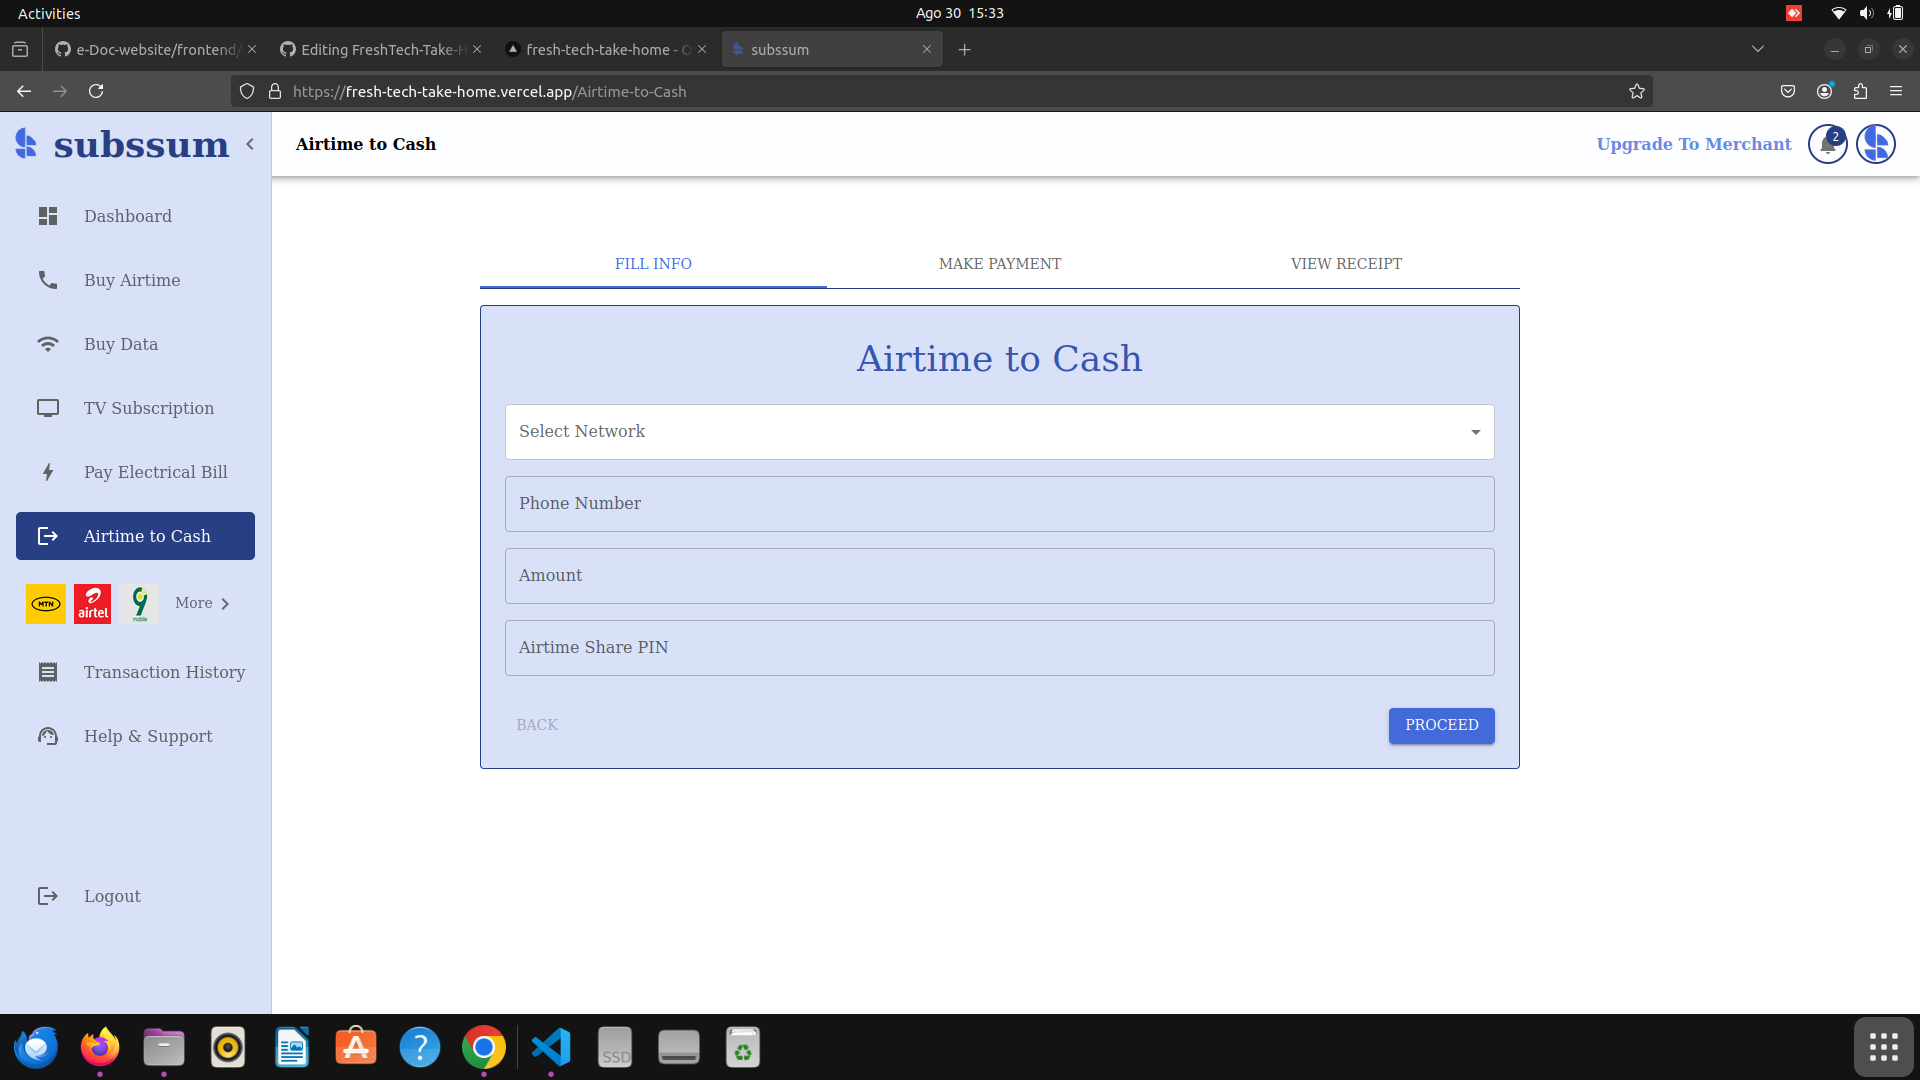 Activities
Ago 30 15:33
e-Doc-website/frontend/
Editing FreshTech-Take-H
fresh-tech-take-home - O
subssum
https://fresh-tech-take-home.vercel.app/Airtime-to-Cash
subssum
Airtime to Cash
Upgrade To Merchant
2
Dashboard
Buy Airtime
Buy Data
TV Subscription
Pay Electrical Bill
Airtime to Cash
MTN
airtel
9
mobile
More
Transaction History
Help & Support
Logout
FILL INFO
MAKE PAYMENT
VIEW RECEIPT
Airtime to Cash
Select Network
Phone Number
Amount
Airtime Share PIN
BACK
PROCEED
SSD